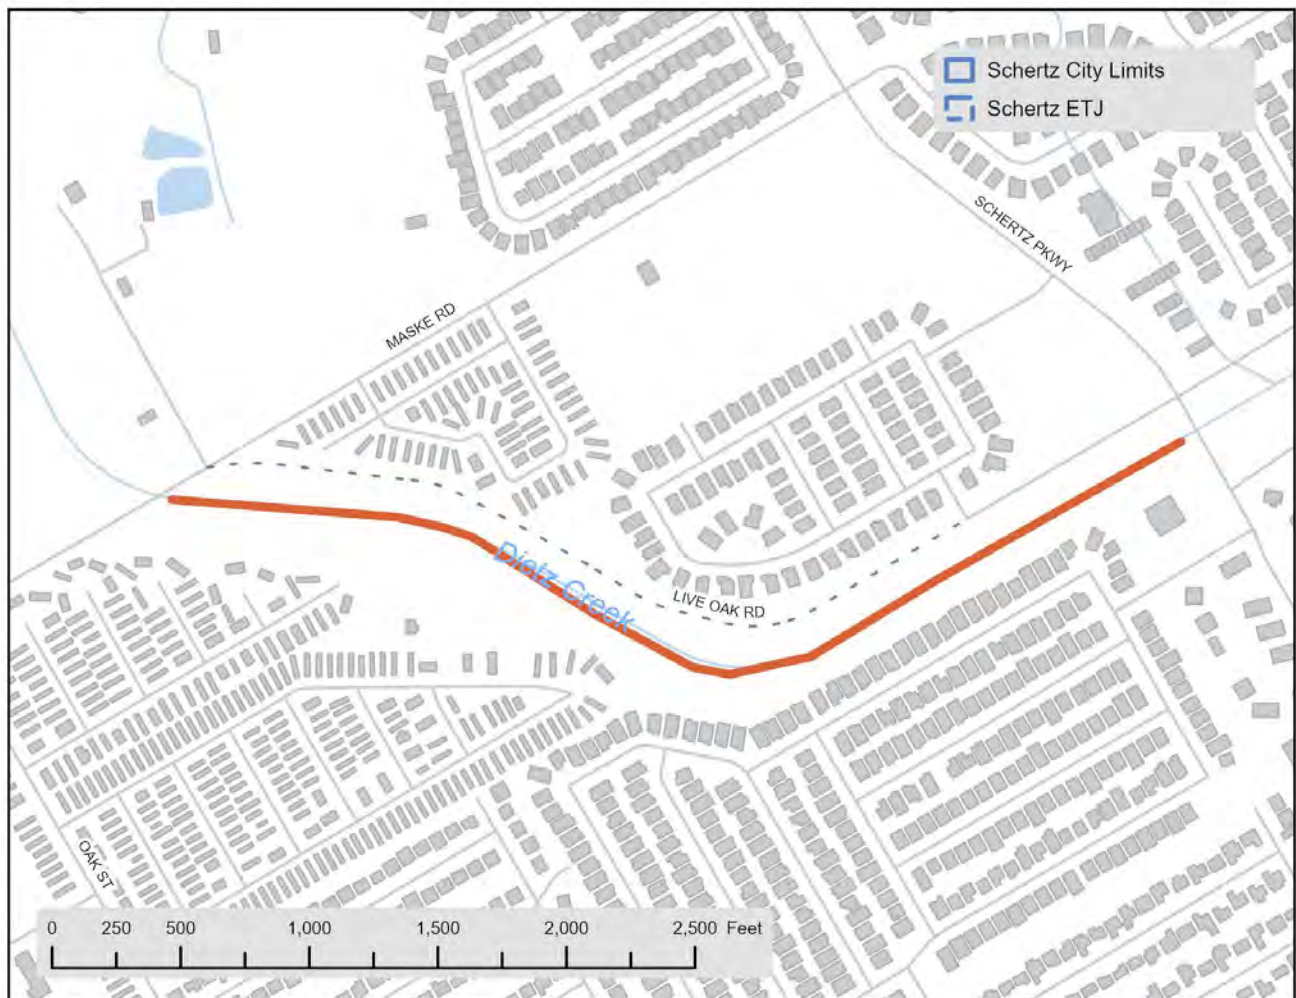 Schertz City Limits
Schertz ETJ
SCHERTZ PKWY
MASKE RD
Dietz Creek
LIVE OAK RD
OAK ST
0 250 500 1,000 1,500 2,000 2,500 Feet